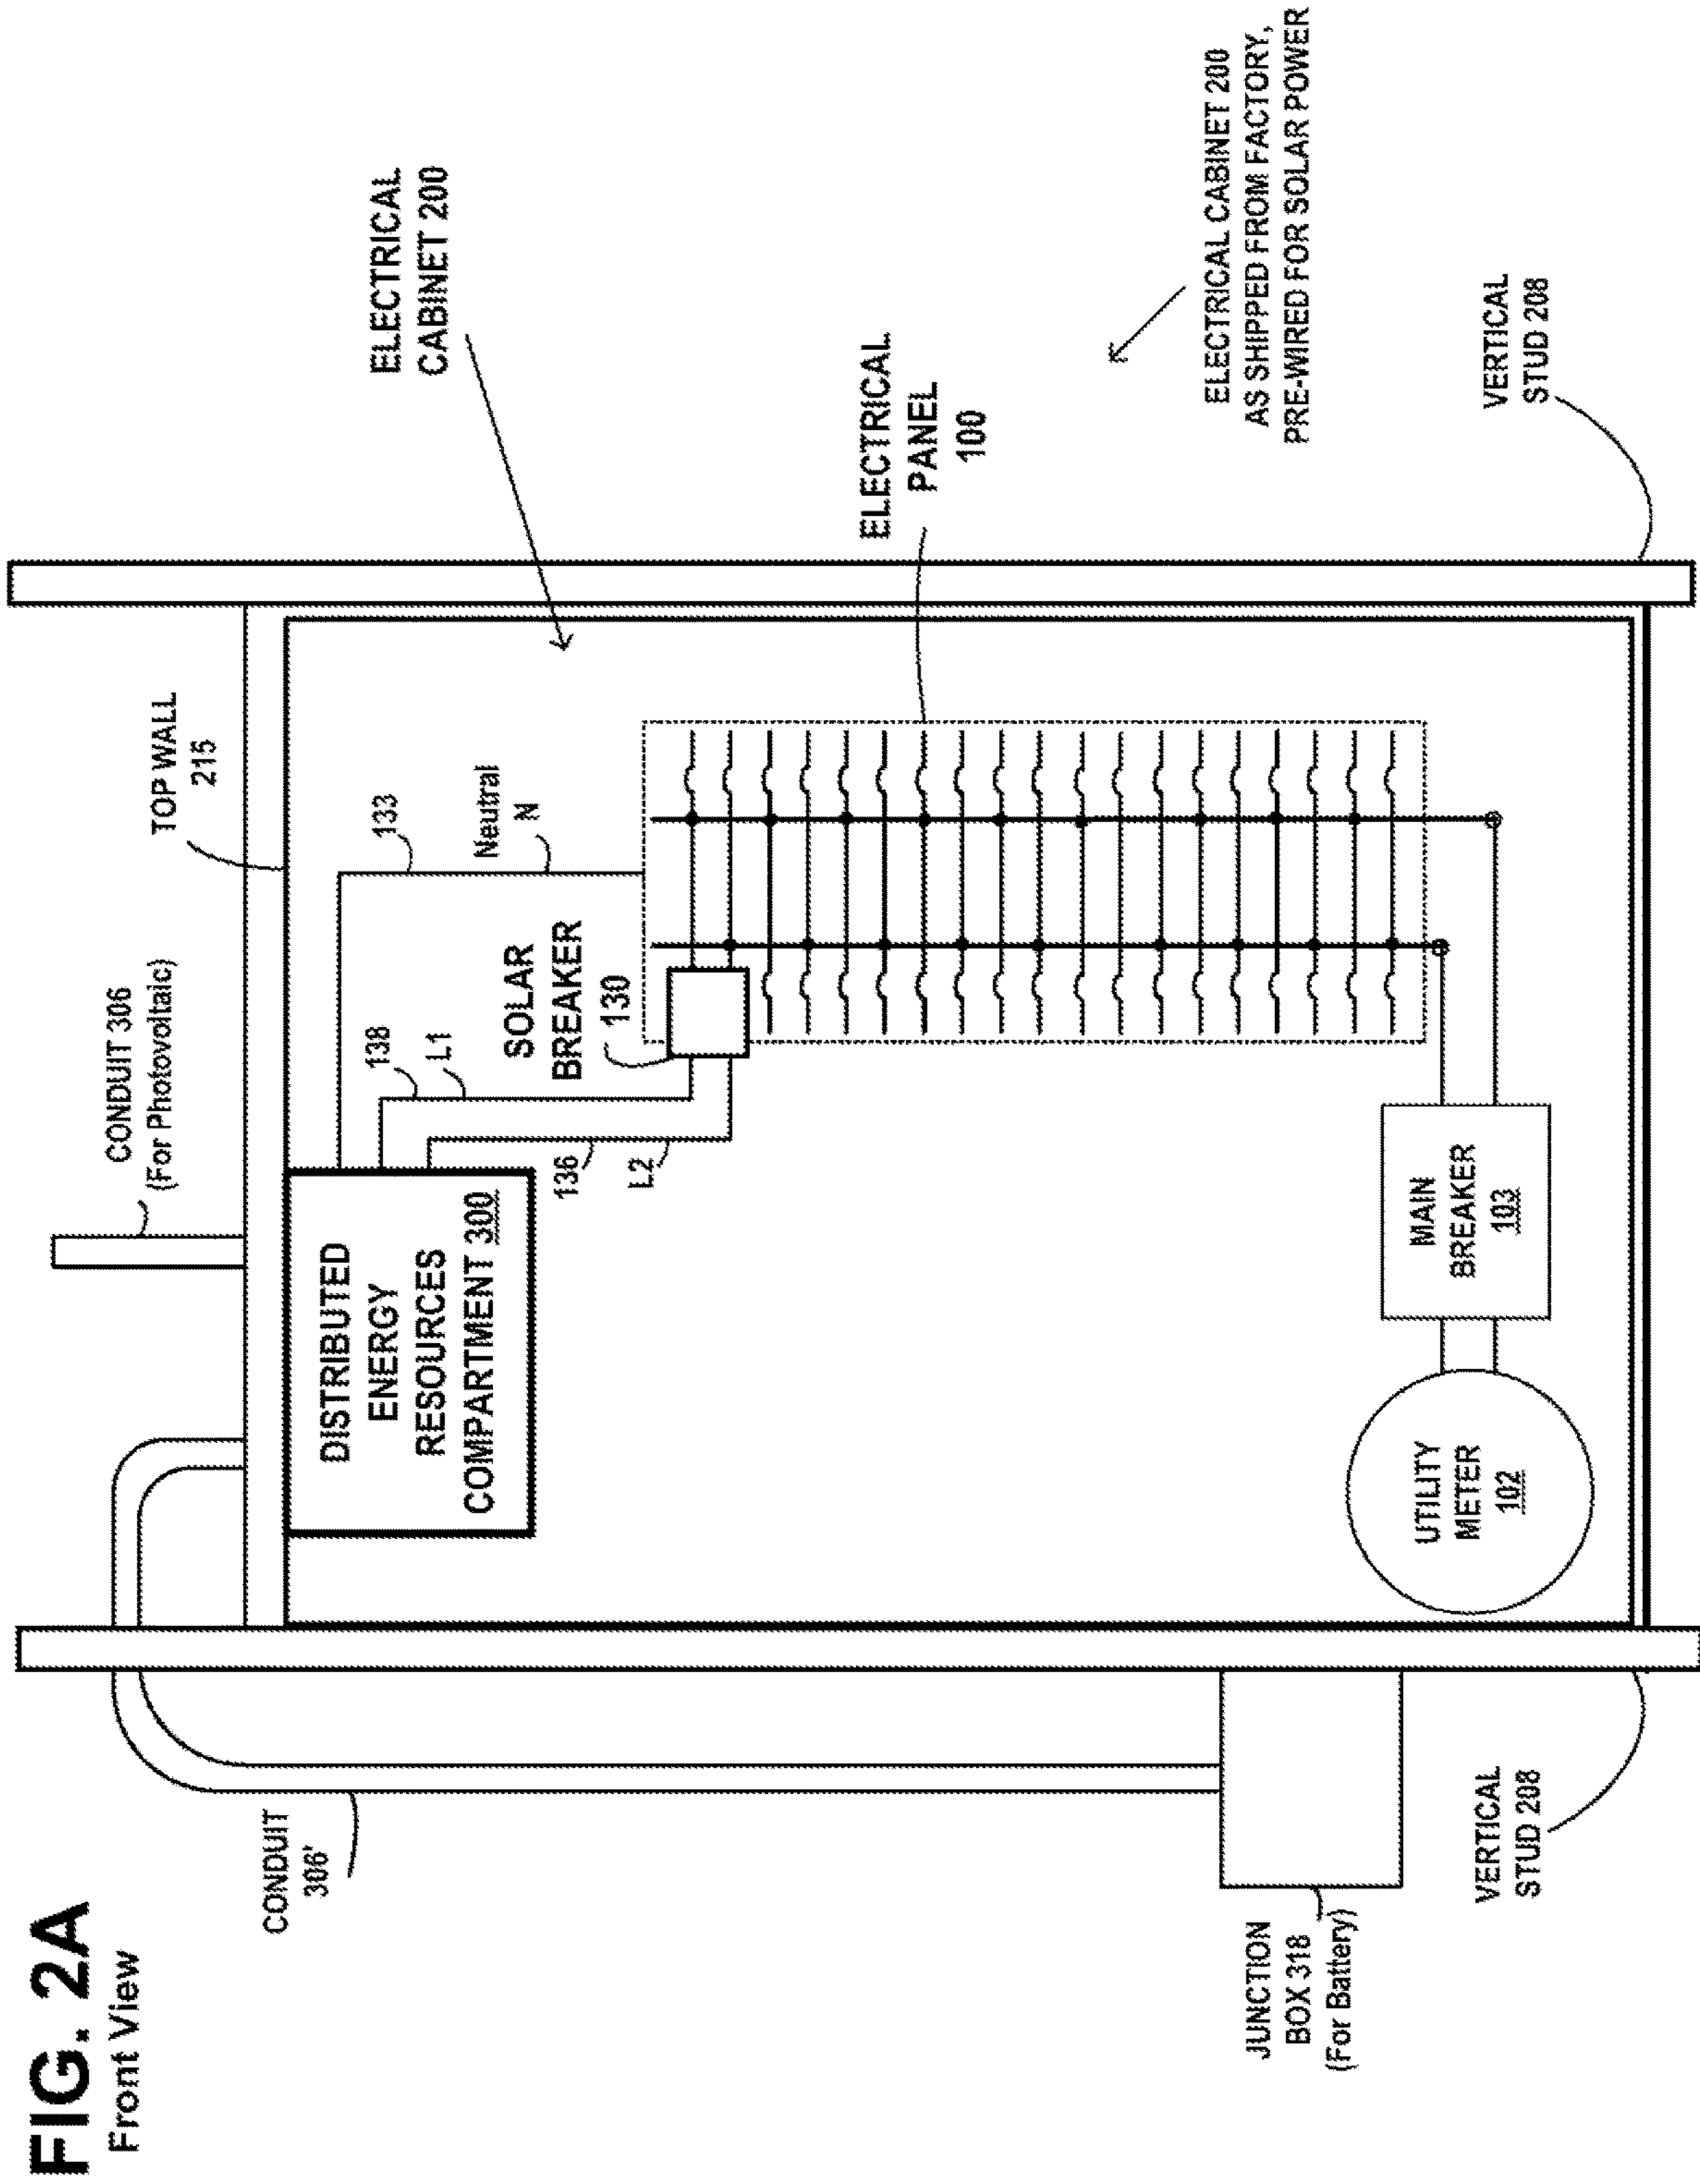 FIG. 2A
Front View
CONDUIT 306
(For Photovoltaic)
TOP WALL
215
CONDUIT
306'
DISTRIBUTED
ENERGY
RESOURCES
COMPARTMENT 300
138
L1
136
L2
133
Neutral
N
SOLAR
BREAKER
130
ELECTRICAL
CABINET 200
ELECTRICAL
PANEL
100
JUNCTION
BOX 318
(For Battery)
UTILITY
METER
102
MAIN
BREAKER
103
ELECTRICAL CABINET 200
AS SHIPPED FROM FACTORY,
PRE-WIRED FOR SOLAR POWER
VERTICAL
STUD 208
VERTICAL
STUD 208